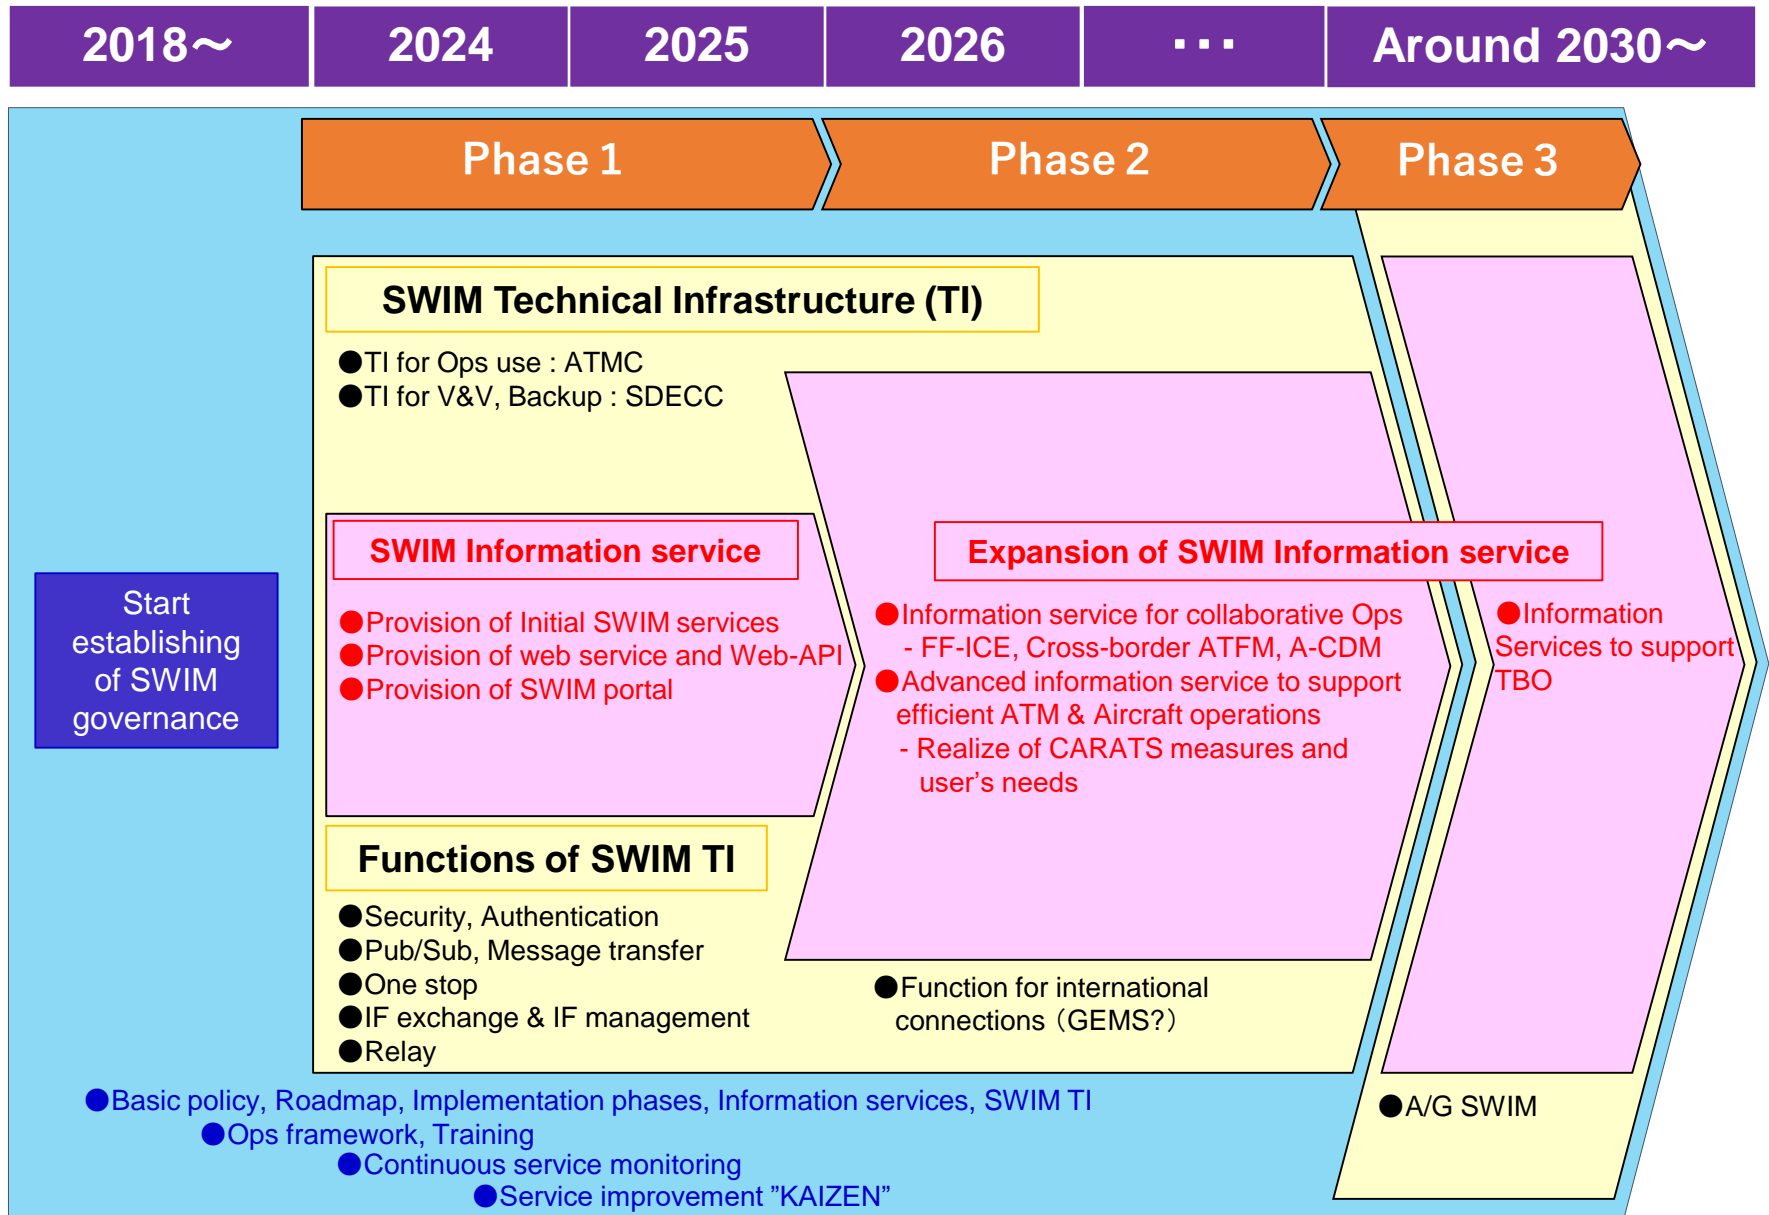 2018～
2024
2025
2026
･･･
Around 2030～
Phase 1
Phase 2
Phase 3
SWIM Technical Infrastructure (TI)
●TI for Ops use : ATMC
●TI for V&V, Backup : SDECC
Start
establishing
of SWIM
governance
SWIM Information service
●Provision of Initial SWIM services
●Provision of web service and Web-API
●Provision of SWIM portal
Expansion of SWIM Information service
●Information service for collaborative Ops
- FF-ICE, Cross-border ATFM, A-CDM
●Advanced information service to support
efficient ATM & Aircraft operations
- Realize of CARATS measures and
user’s needs
●Information
Services to support
TBO
Functions of SWIM TI
●Security, Authentication
●Pub/Sub, Message transfer
●One stop
●IF exchange & IF management
●Relay
●Function for international
connections（GEMS?）
●A/G SWIM
●Basic policy, Roadmap, Implementation phases, Information services, SWIM TI
●Ops framework, Training
●Continuous service monitoring
●Service improvement ”KAIZEN”